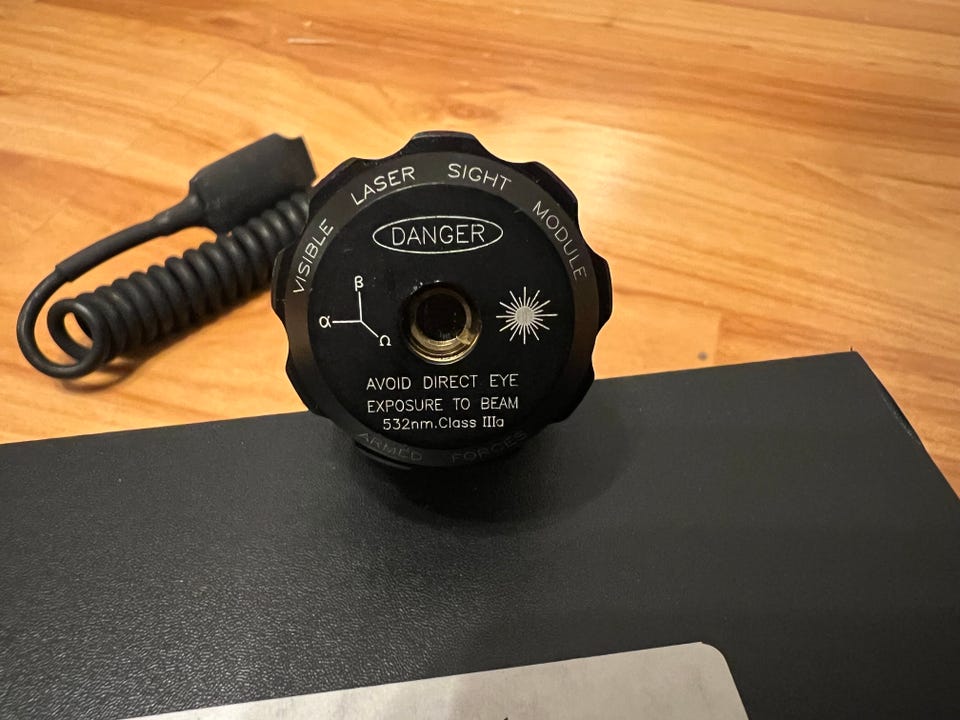 VISIBLE LASER SIGHT MODULE
DANGER
β
α
Ω
AVOID DIRECT EYE
EXPOSURE TO BEAM
532nm.Class IIIa
ARMED FORCES